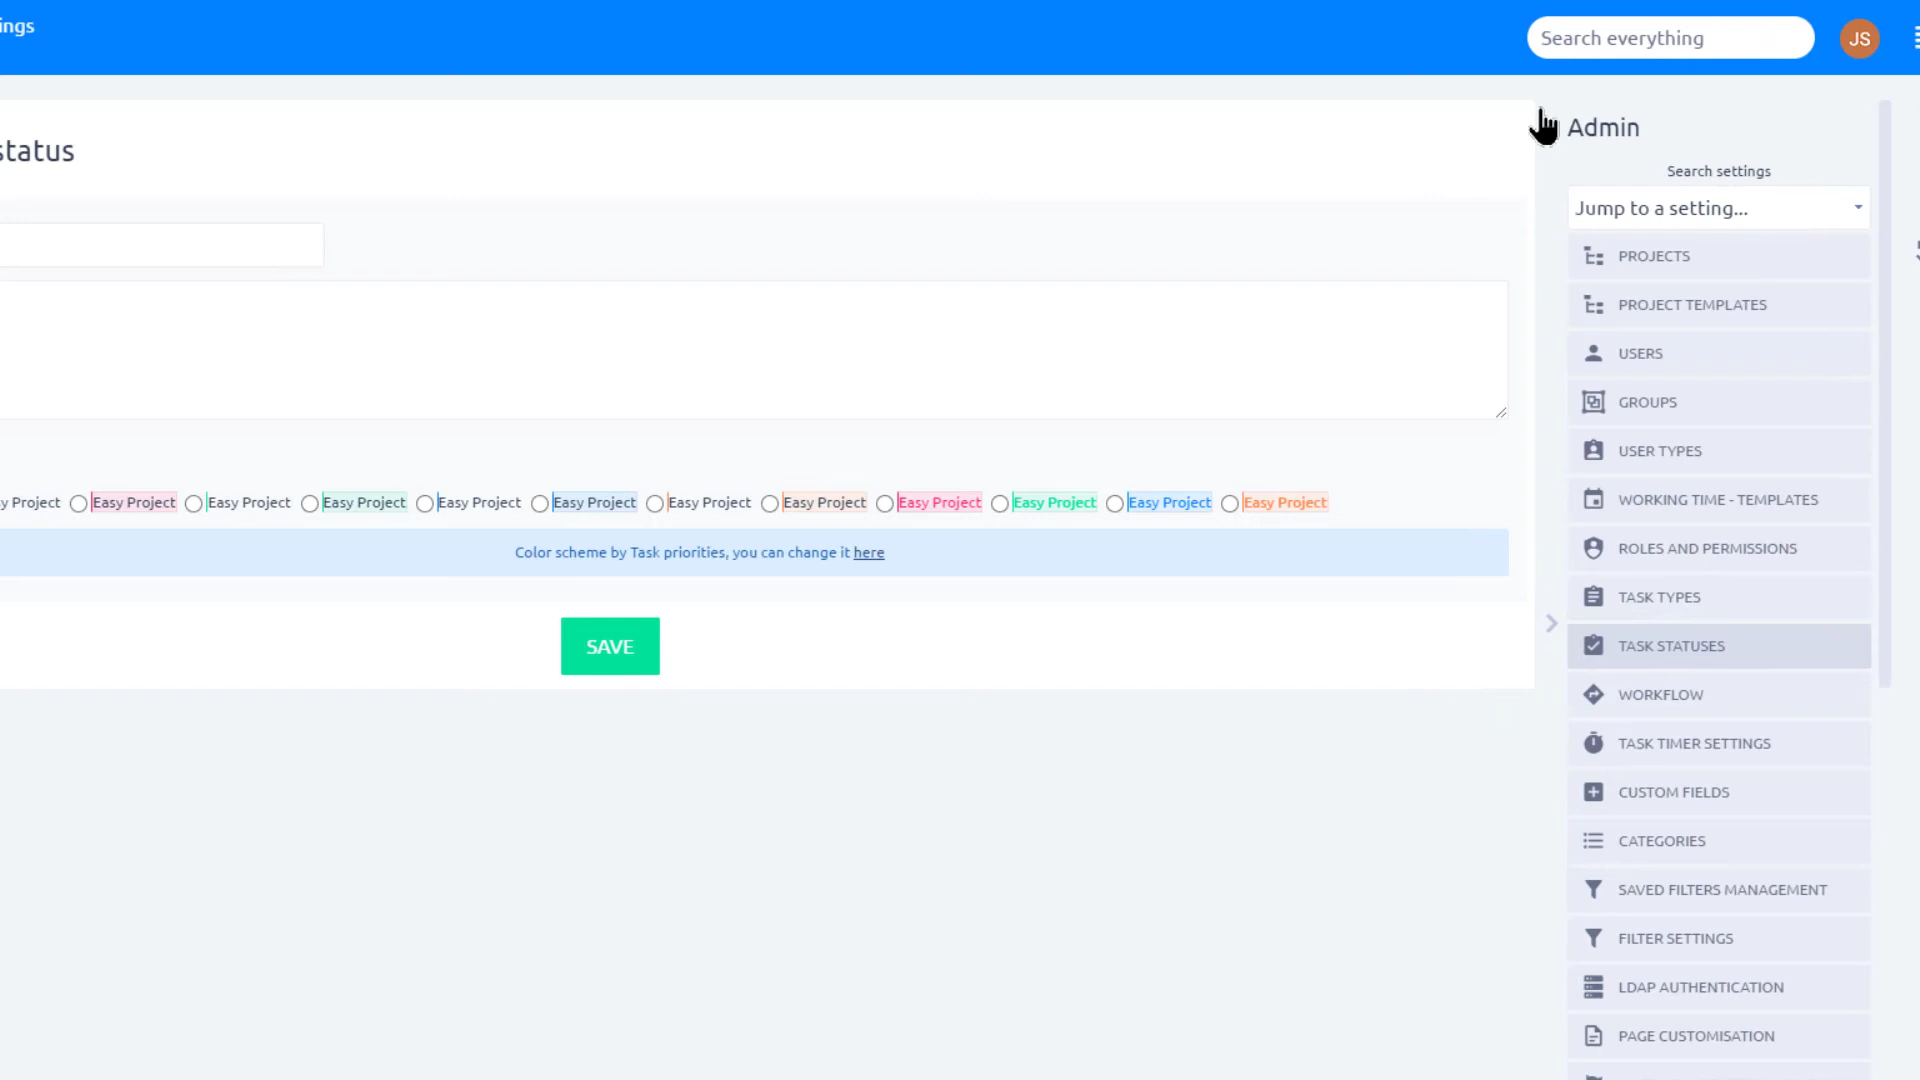 ings
Search everything
JS
status
Admin
Search settings
Jump to a setting...
PROJECTS
PROJECT TEMPLATES
USERS
GROUPS
USER TYPES
WORKING TIME - TEMPLATES
ROLES AND PERMISSIONS
TASK TYPES
TASK STATUSES
WORKFLOW
TASK TIMER SETTINGS
CUSTOM FIELDS
CATEGORIES
SAVED FILTERS MANAGEMENT
FILTER SETTINGS
LDAP AUTHENTICATION
PAGE CUSTOMISATION
y Project Easy Project Easy Project Easy Project Easy Project Easy Project Easy Project Easy Project Easy Project Easy Project Easy Project Easy Project
Color scheme by Task priorities, you can change it here
SAVE